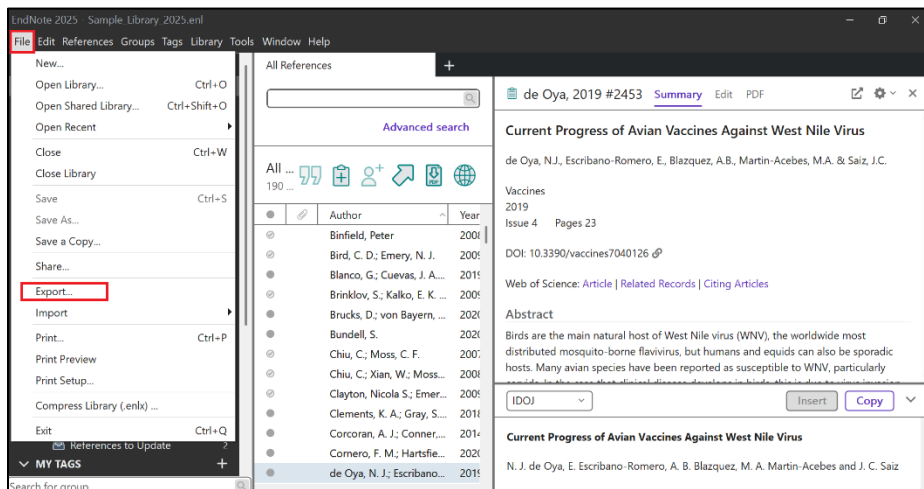 EndNote 2025 - Sample_Library_2025.enl
File Edit References Groups Tags Library Tools Window Help
New...
Open Library... Ctrl+O
Open Shared Library... Ctrl+Shift+O
Open Recent
Close Ctrl+W
Close Library
Save Ctrl+S
Save As...
Save a Copy...
Share...
Export...
Import
Print... Ctrl+P
Print Preview
Print Setup...
Compress Library (.enlx) ...
Exit Ctrl+Q
References to Update 2
MY TAGS +
Search for group
All References +
Advanced search
All ...
190 ...
PDF
Author Year
Binfield, Peter
Bird, C. D.; Emery, N. J.
Blanco, G.; Cuevas, J. A....
Brinklov, S.; Kalko, E. K. ...
Brucks, D.; von Bayern, ...
Bundell, S.
Chiu, C.; Moss, C. F.
Chiu, C.; Xian, W.; Moss...
Clayton, Nicola S.; Emer...
Clements, K. A.; Gray, S....
Corcoran, A. J.; Conner,...
Cornero, F. M.; Hartsfie...
de Oya, N. J.; Escribano...
de Oya, 2019 #2453 Summary Edit PDF
Current Progress of Avian Vaccines Against West Nile Virus
de Oya, N.J., Escribano-Romero, E., Blazquez, A.B., Martin-Acebes, M.A. & Saiz, J.C.
Vaccines
2019
Issue 4 Pages 23
DOI: 10.3390/vaccines7040126
Web of Science: Article | Related Records | Citing Articles
Abstract
Birds are the main natural host of West Nile virus (WNV), the worldwide most
distributed mosquito-borne flavivirus, but humans and equids can also be sporadic
hosts. Many avian species have been reported as susceptible to WNV, particularly
IDOJ Insert Copy
Current Progress of Avian Vaccines Against West Nile Virus
N. J. de Oya, E. Escribano-Romero, A. B. Blazquez, M. A. Martin-Acebes and J. C. Saiz